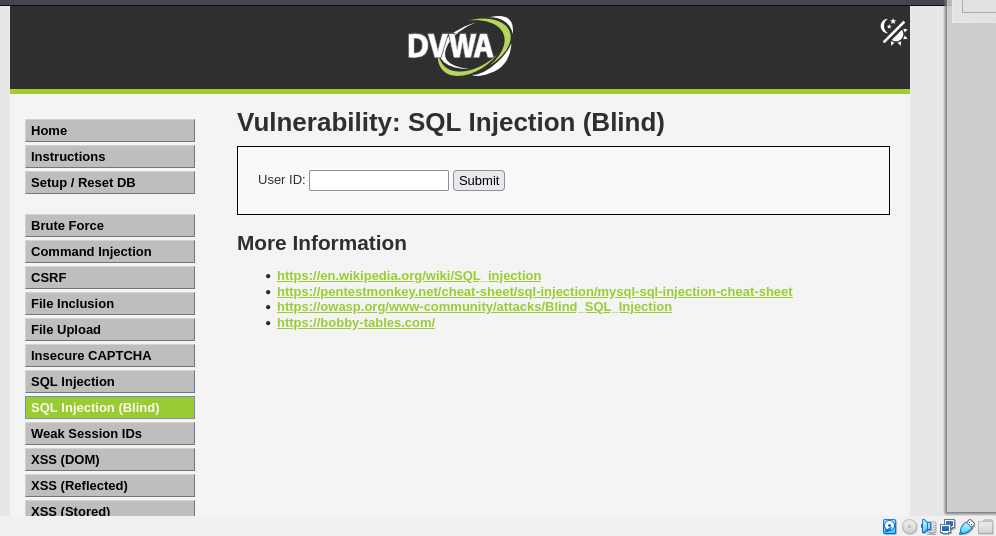 DVWA
Vulnerability: SQL Injection (Blind)
Home
Instructions
Setup / Reset DB
Brute Force
Command Injection
CSRF
File Inclusion
File Upload
Insecure CAPTCHA
SQL Injection
SQL Injection (Blind)
Weak Session IDs
XSS (DOM)
XSS (Reflected)
XSS (Stored)
User ID: Submit
More Information
https://en.wikipedia.org/wiki/SQL_injection
https://pentestmonkey.net/cheat-sheet/sql-injection/mysql-sql-injection-cheat-sheet
https://owasp.org/www-community/attacks/Blind_SQL_Injection
https://bobby-tables.com/